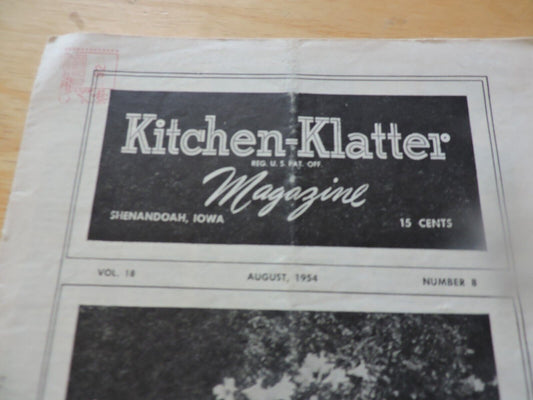 Kitchen-Klatter
REG. U. S. PAT. OFF.
Magazine
SHENANDOAH, IOWA 15 CENTS
VOL. 18 AUGUST, 1954 NUMBER 8